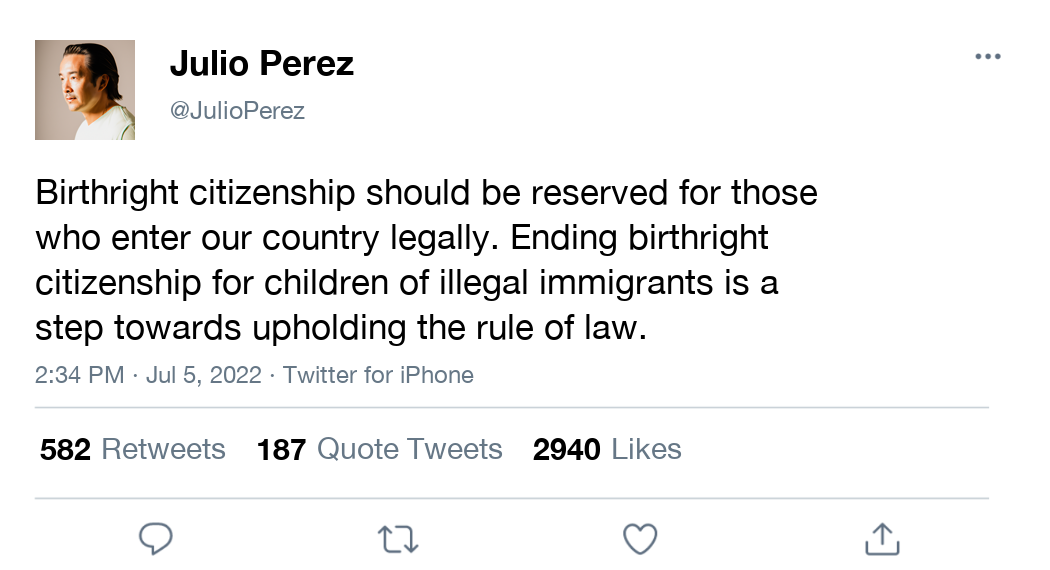 Julio Perez
@JulioPerez
Birthright citizenship should be reserved for those
who enter our country legally. Ending birthright
citizenship for children of illegal immigrants is a
step towards upholding the rule of law.
2:34 PM · Jul 5, 2022 · Twitter for iPhone
582 Retweets 187 Quote Tweets 2940 Likes